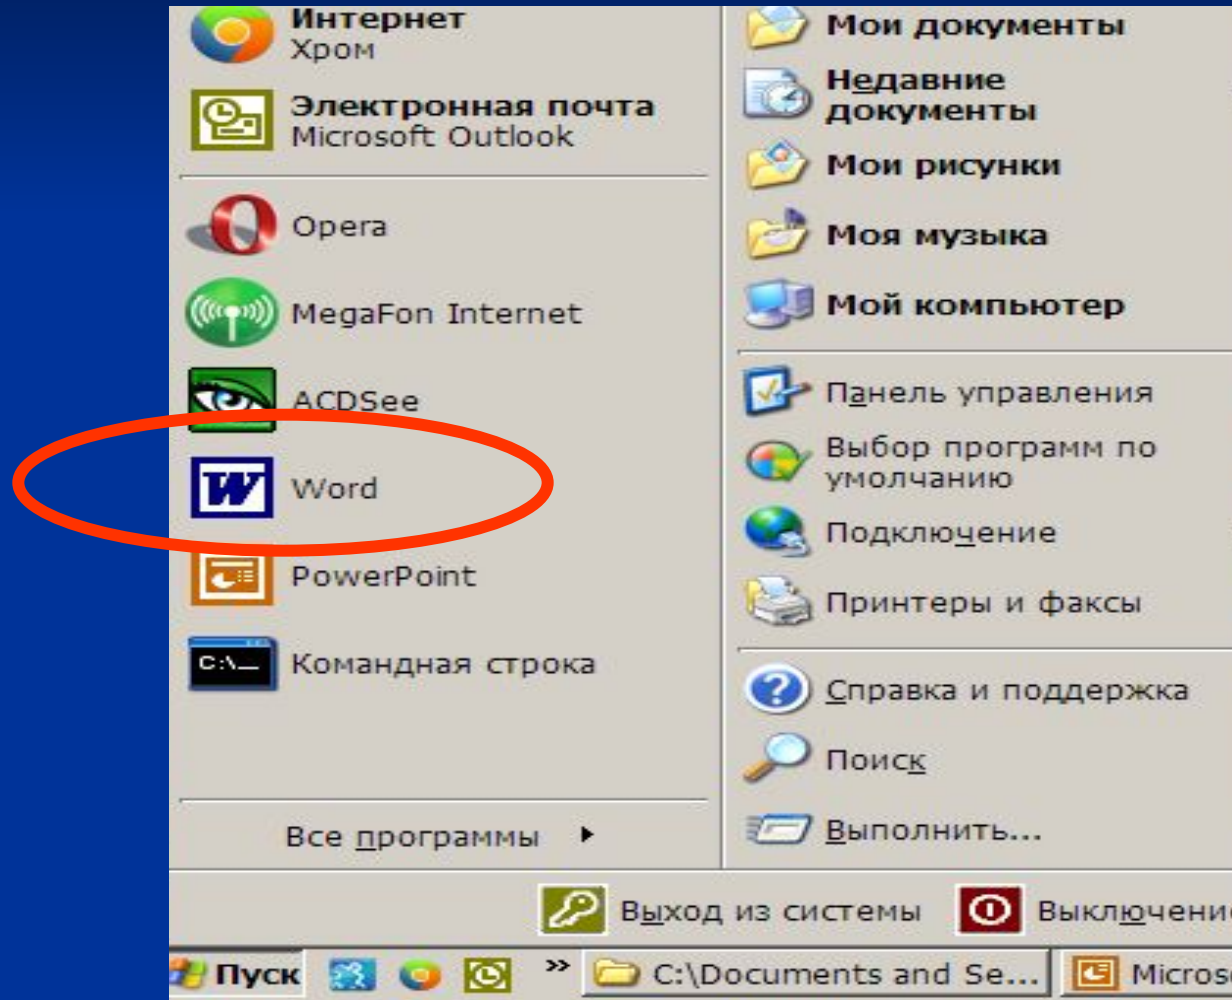 Интернет
Хром
Электронная почта
Microsoft Outlook
Opera
MegaFon Internet
ACDSee
Word
PowerPoint
C:\_
Командная строка
Все программы
Мои документы
Недавние
документы
Мои рисунки
Моя музыка
Мой компьютер
Панель управления
Выбор программ по
умолчанию
Подключение
Принтеры и факсы
Справка и поддержка
Поиск
Выполнить...
Выход из системы
Выключени
Пуск
» C:\Documents and Se...
Micros